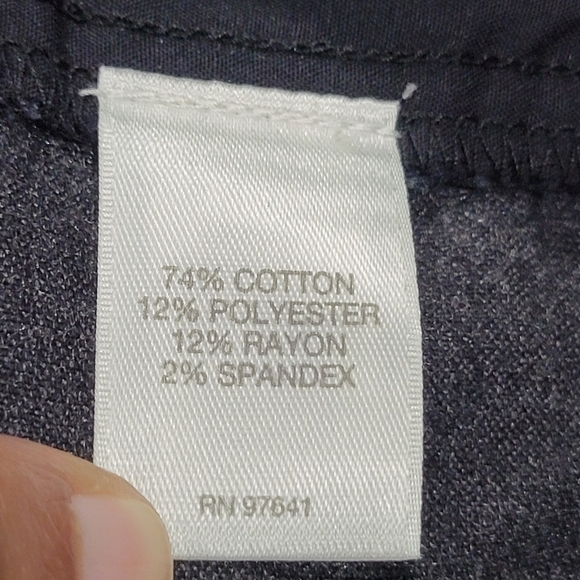 74% COTTON
12% POLYESTER
12% RAYON
2% SPANDEX
RN 97641